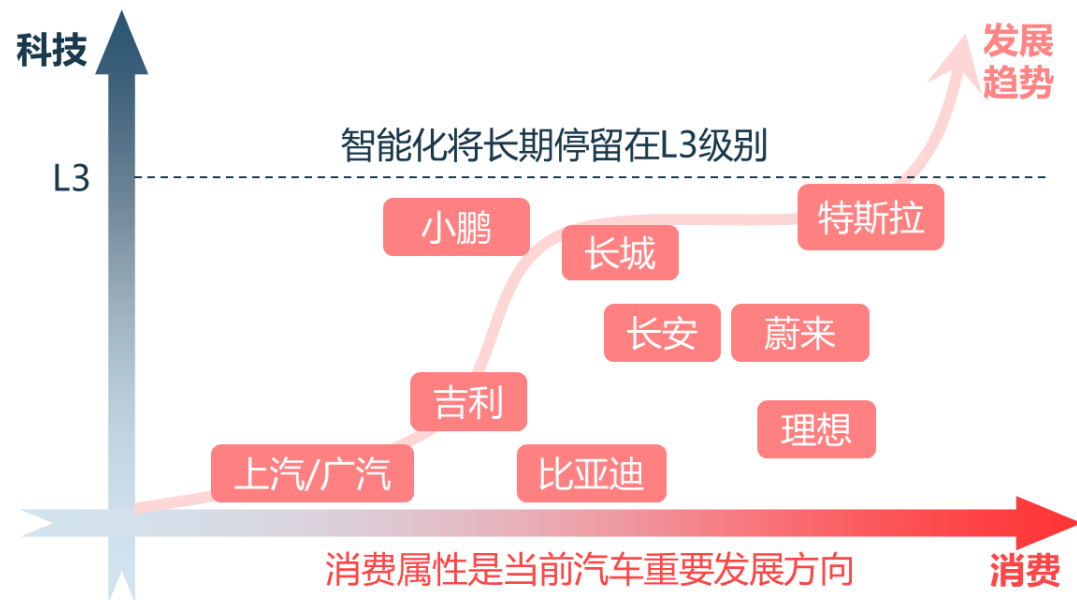 科技
发展
趋势
智能化将长期停留在L3级别
L3
小鹏
特斯拉
长城
长安
蔚来
吉利
理想
上汽/广汽
比亚迪
消费属性是当前汽车重要发展方向
消费